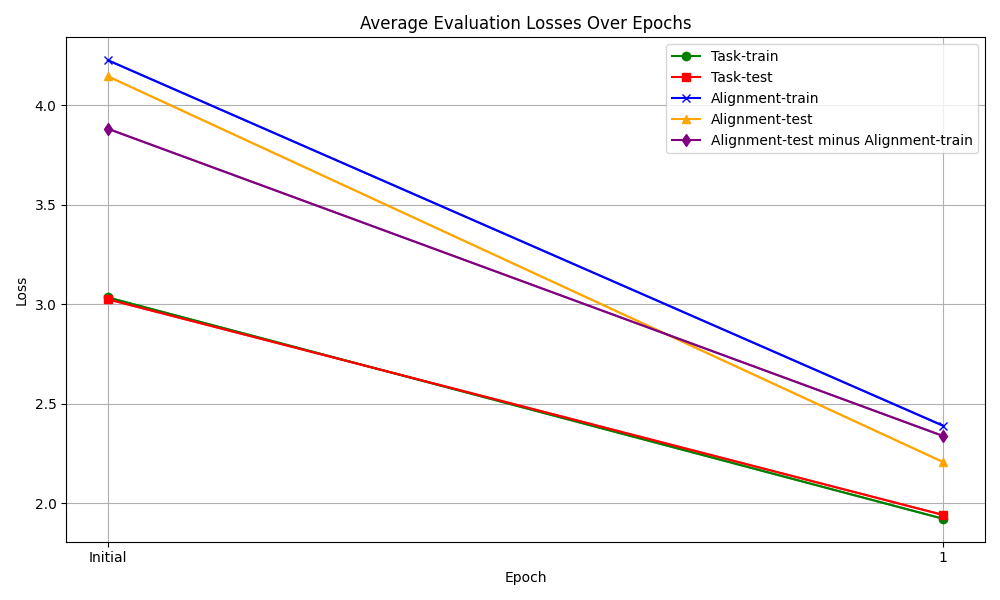 Average Evaluation Losses Over Epochs
Task-train
Task-test
Alignment-train
Alignment-test
Alignment-test minus Alignment-train
4.0
3.5
3.0
2.5
2.0
Loss
Initial
1
Epoch